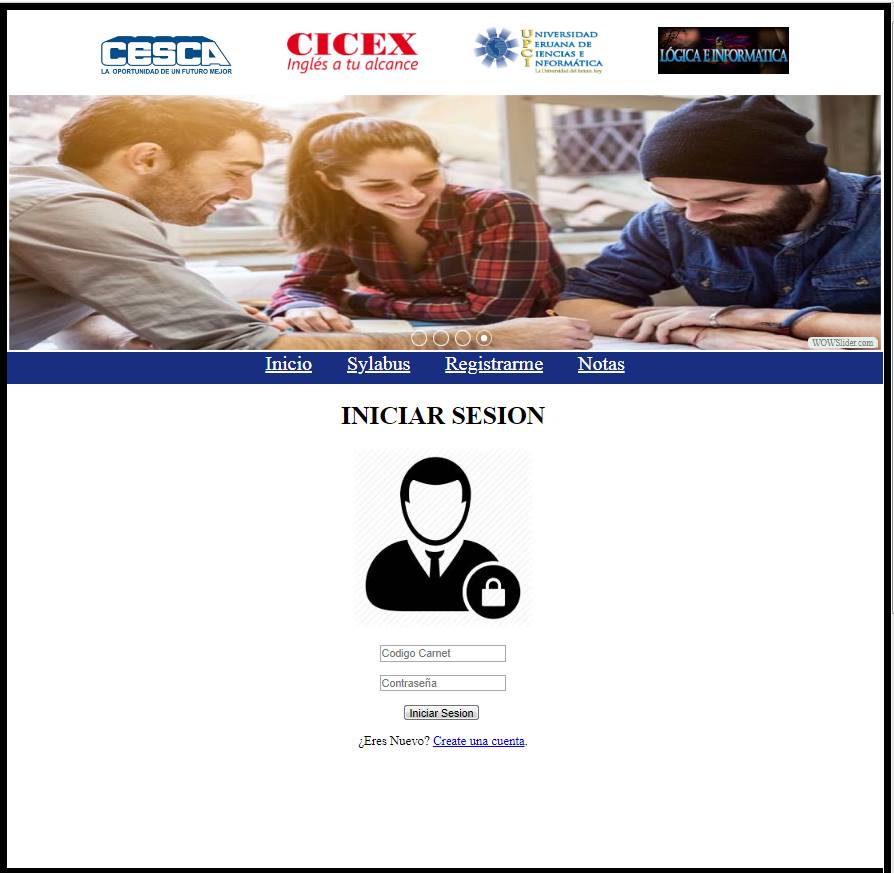 CESCA
LA OPORTUNIDAD DE UN FUTURO MEJOR
CICEX
Inglés a tu alcance
UPCI
UNIVERSIDAD
PERUANA DE
CIENCIAS E
INFORMÁTICA
La Universidad del futuro, hoy
LÓGICA E INFORMATICA
WOWSlider.com
Inicio Sylabus Registrarme Notas
INICIAR SESION
Codigo Carnet
Contraseña
Iniciar Sesion
¿Eres Nuevo? Create una cuenta.